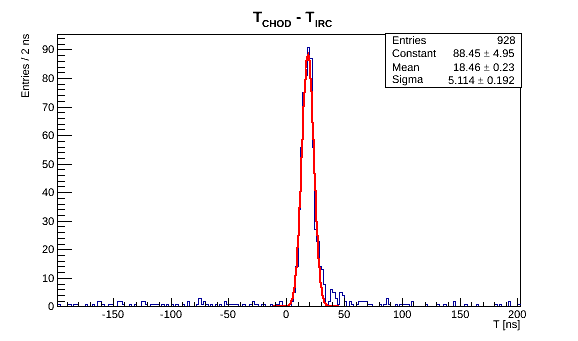 T_CHOD - T_IRC
Entries 928
Constant 88.45 ± 4.95
Mean 18.46 ± 0.23
Sigma 5.114 ± 0.192
Entries / 2 ns
90
80
70
60
50
40
30
20
10
0
-150 -100 -50 0 50 100 150 200
T [ns]